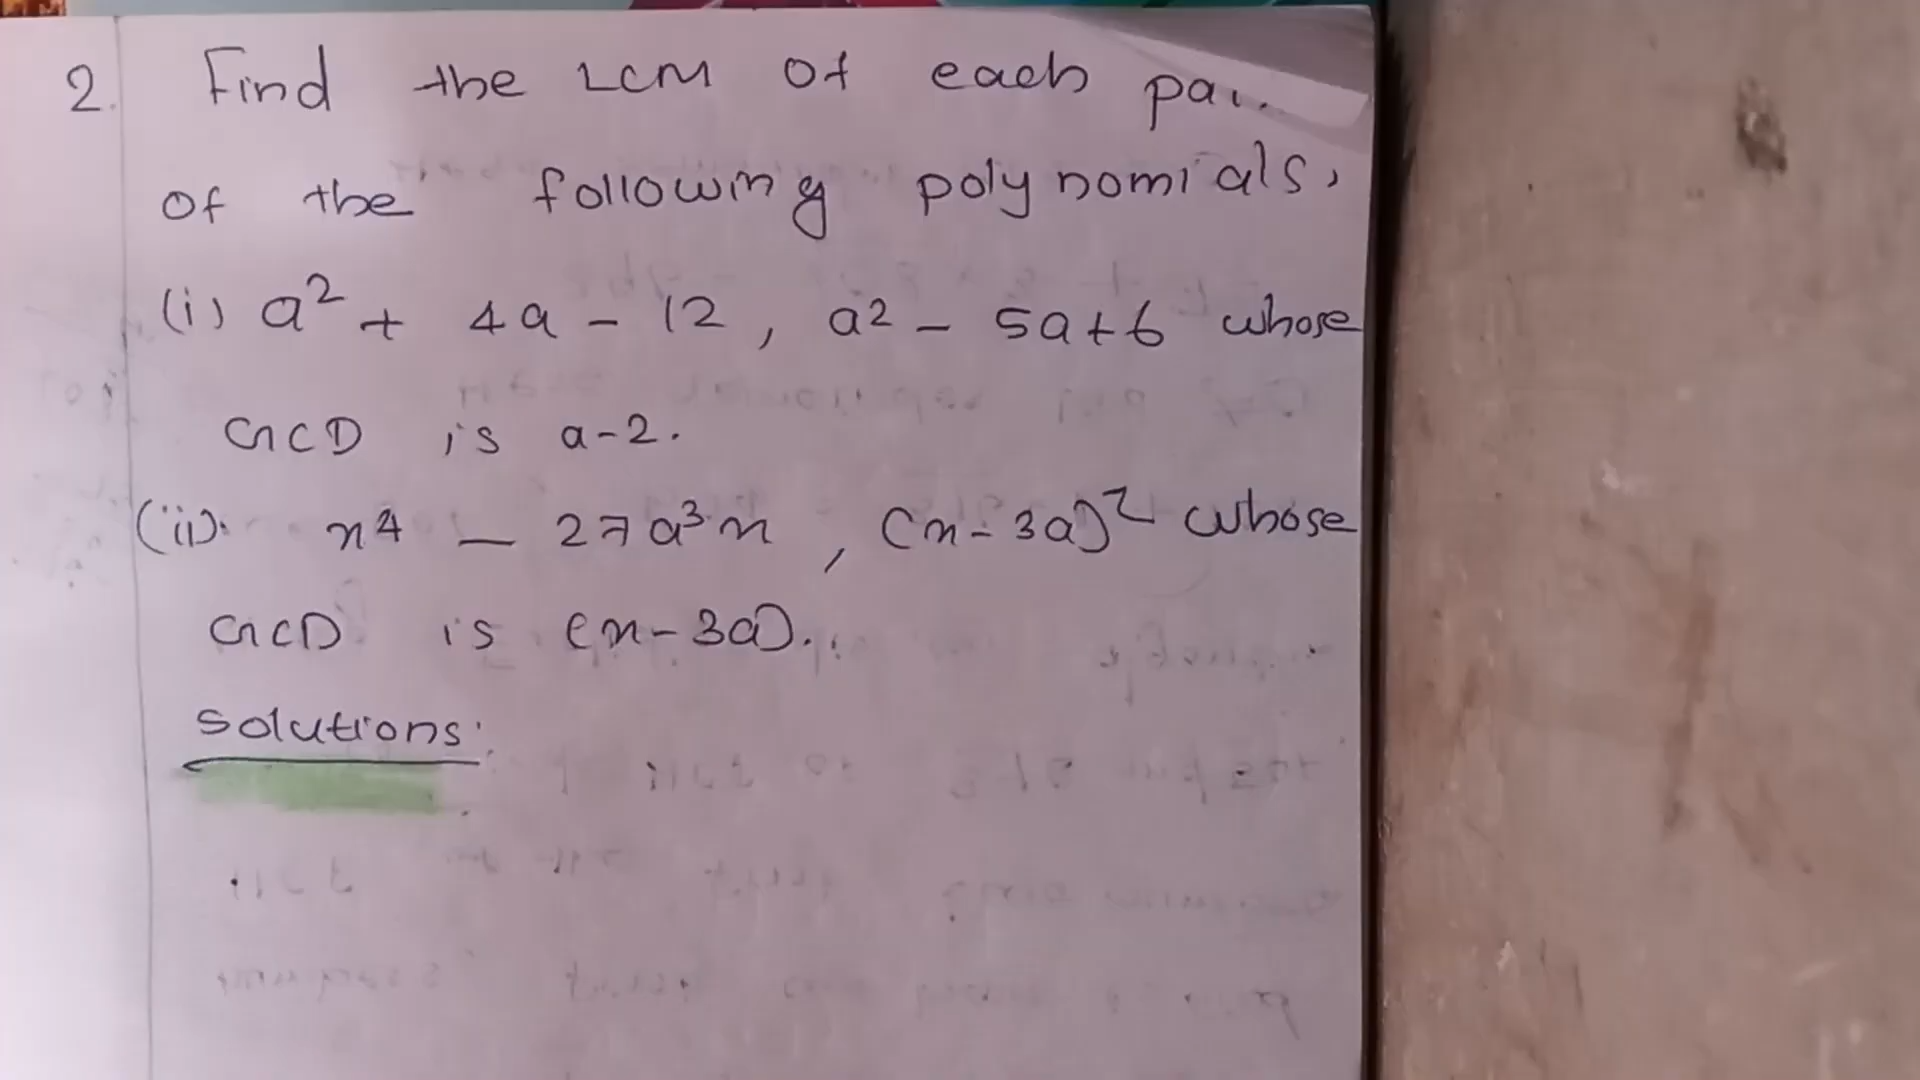 2. Find the LCM of each
of the following polynomials,
(i) a² + 4a - 12, a² - 5a+6 whose
GCD is a-2.
(ii). x⁴ - 27a³x, (x-3a)² whose
GCD is (x-3a).
Solutions: